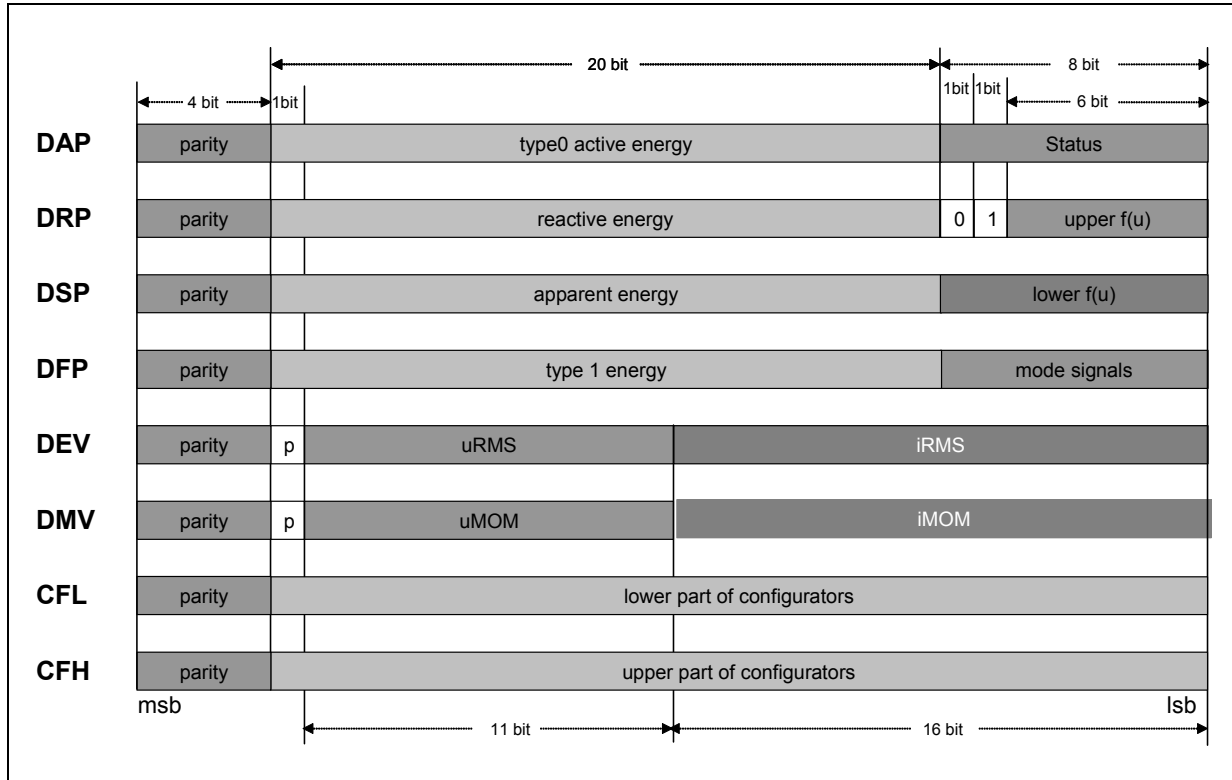 20 bit
8 bit
4 bit 1bit
1bit 1bit
6 bit
DAP parity type0 active energy Status
DRP parity reactive energy 0 1 upper f(u)
DSP parity apparent energy lower f(u)
DFP parity type 1 energy mode signals
DEV parity p uRMS iRMS
DMV parity p uMOM iMOM
CFL parity lower part of configurators
CFH parity upper part of configurators
msb lsb
11 bit 16 bit